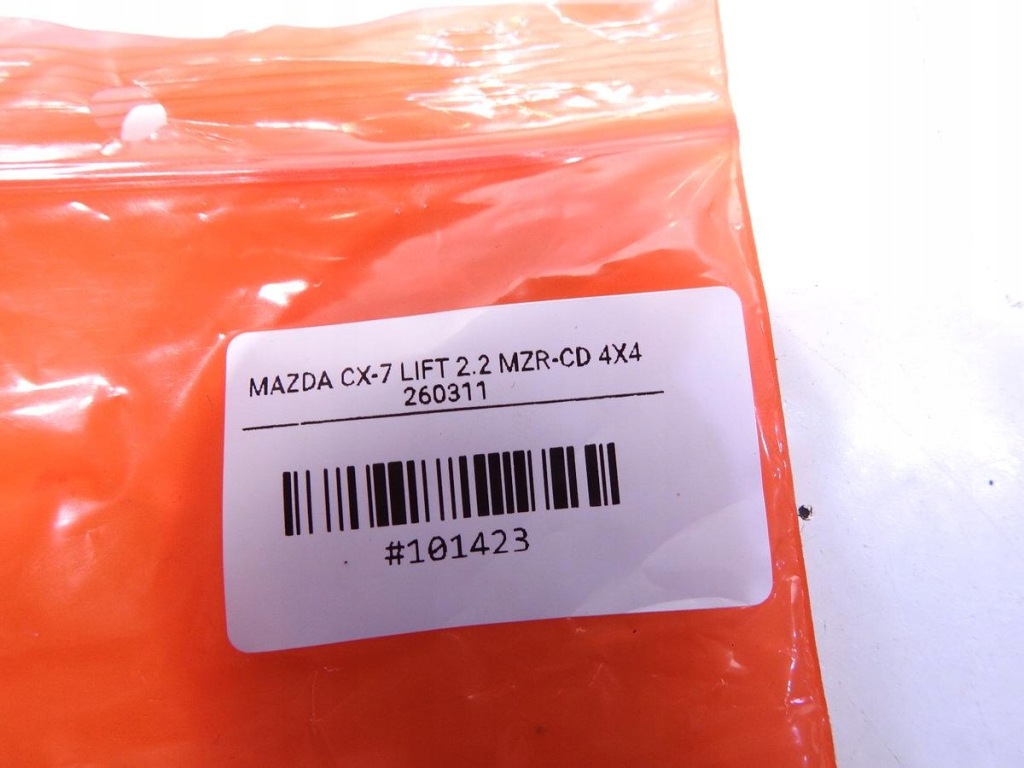 MAZDA CX-7 LIFT 2.2 MZR-CD 4X4
260311
#101423